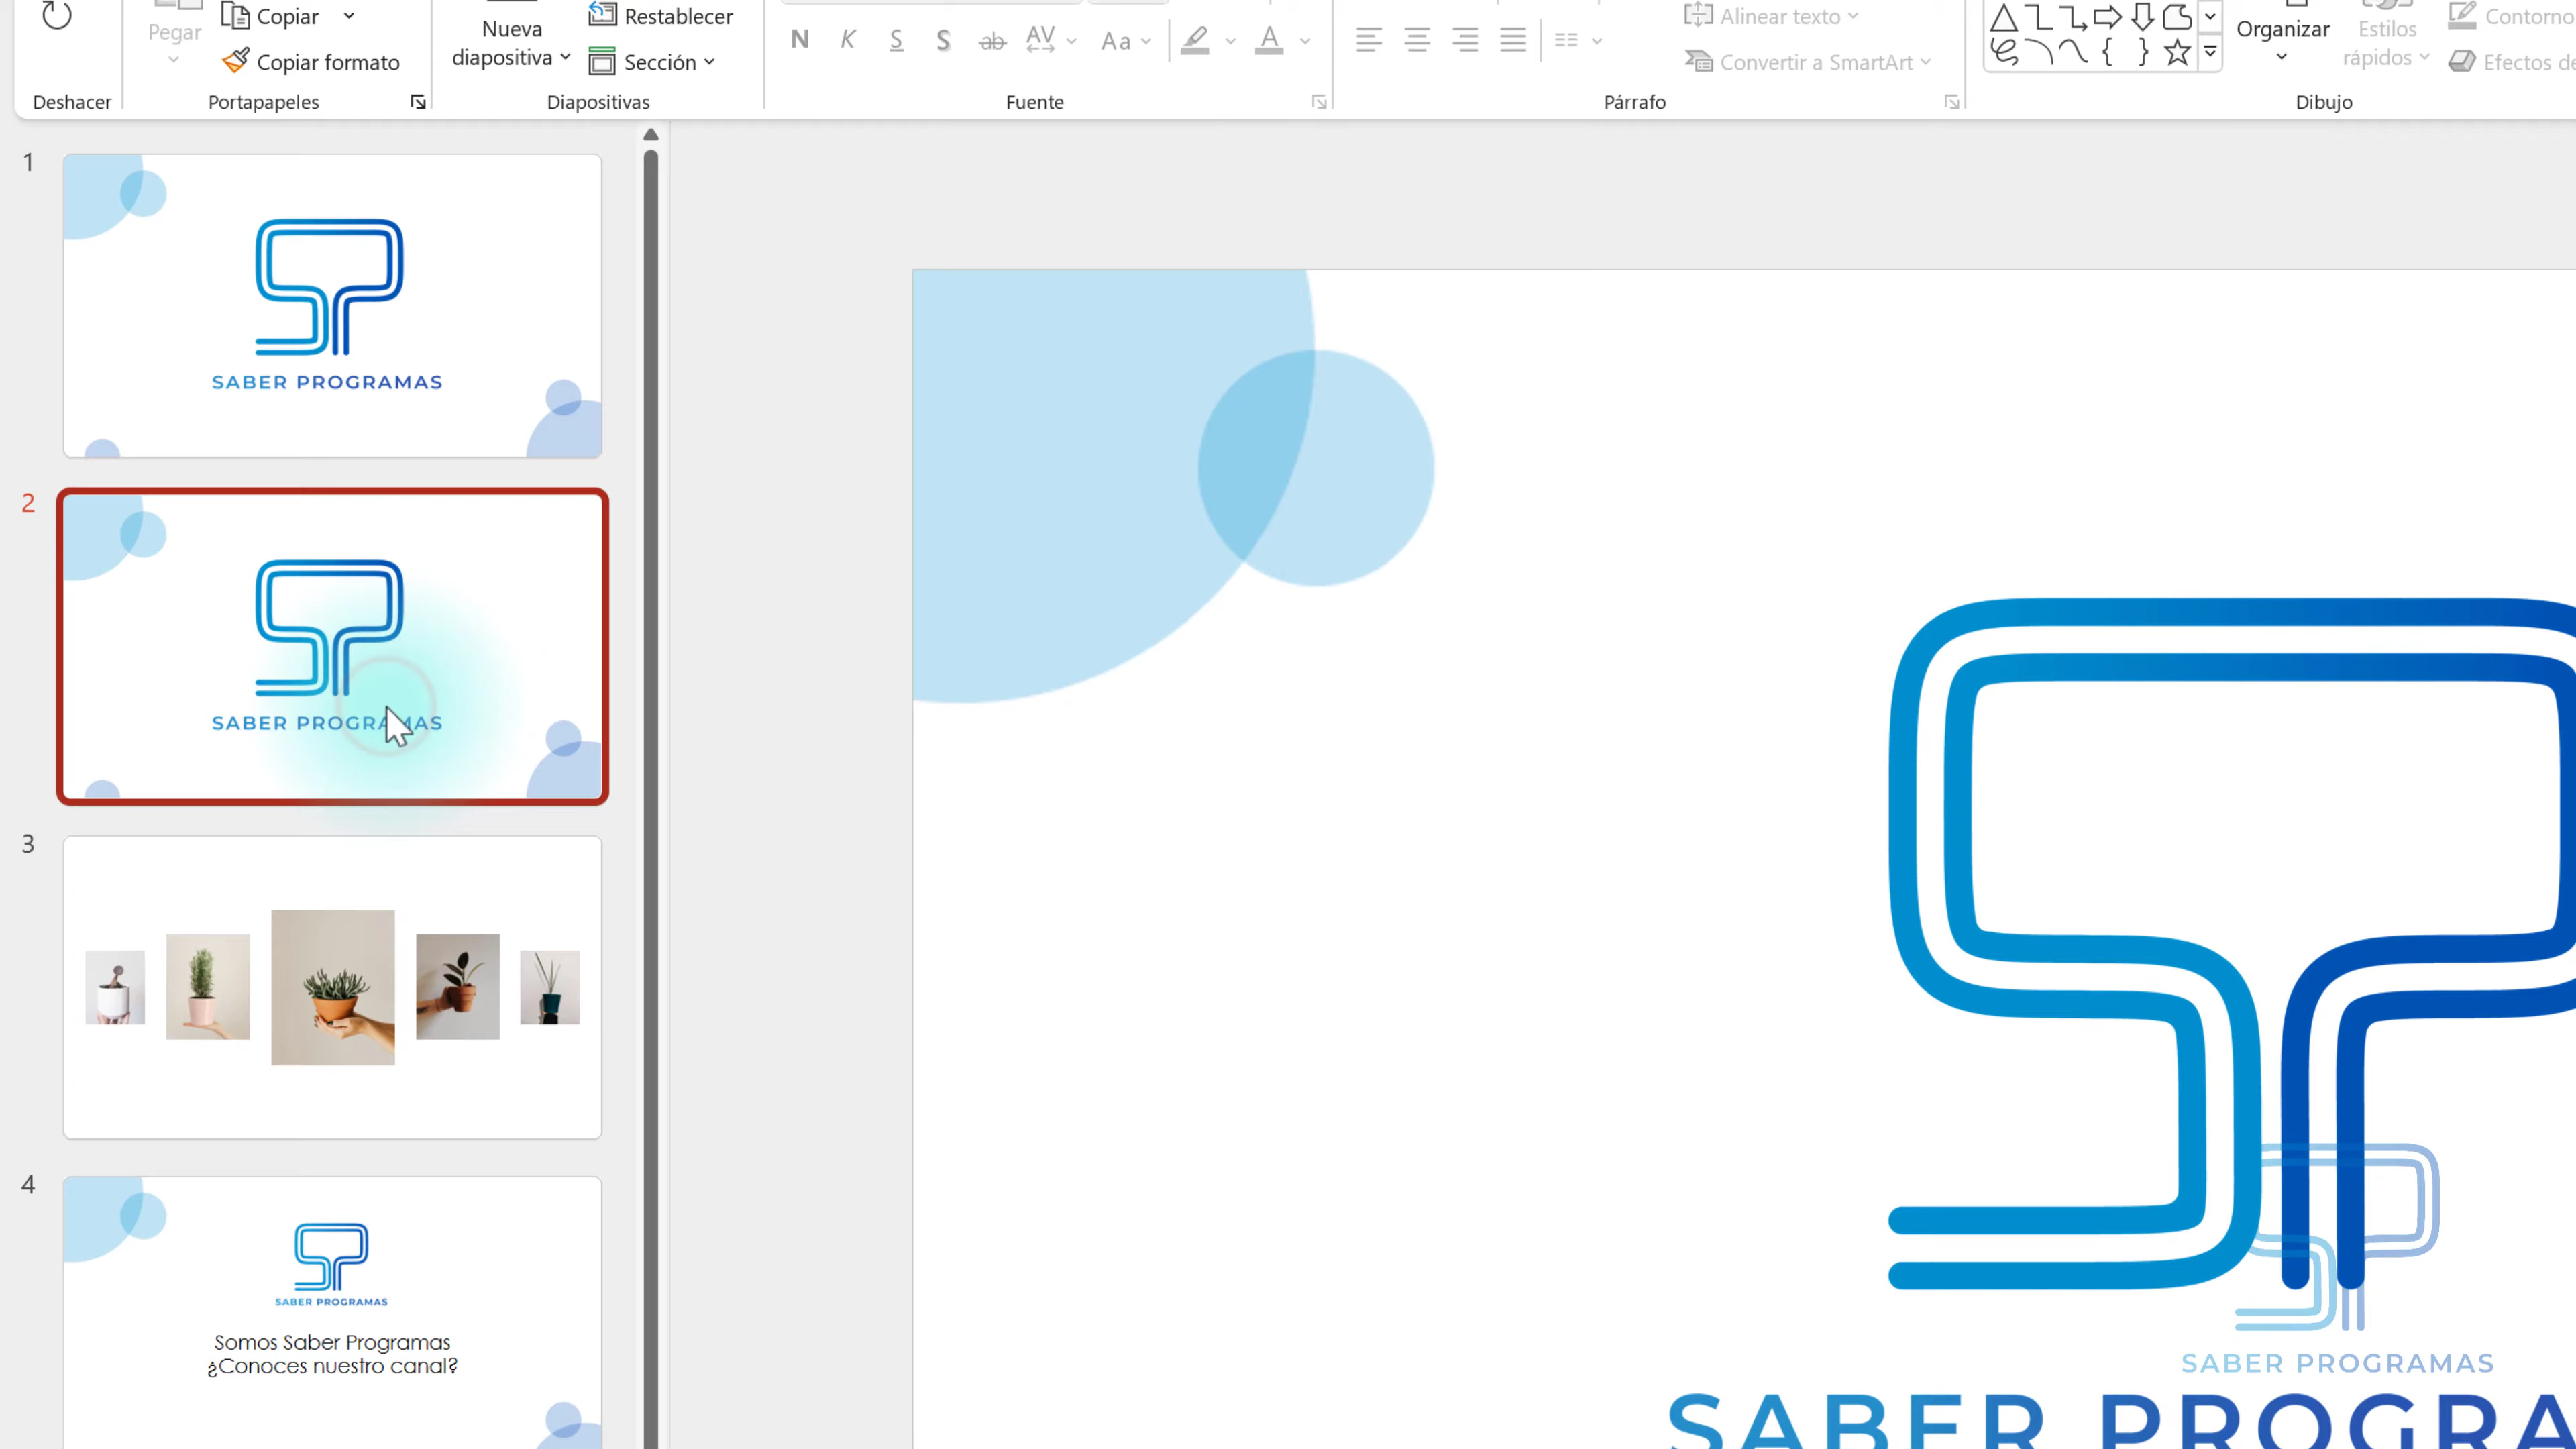 Pegar
Copiar
Copiar formato
Nueva
diapositiva
Restablecer
Sección
N K S S ab AV Aa A
Alinear texto
Convertir a SmartArt
Organizar
Estilos
rápidos
Contorno
Efectos de
Deshacer
Portapapeles
Diapositivas
Fuente
Párrafo
Dibujo
1
SABER PROGRAMAS
2
SABER PROGRAMAS
3
4
SABER PROGRAMAS
Somos Saber Programas
¿Conoces nuestro canal?
SABER PROGRAMAS
SABER PROGRA